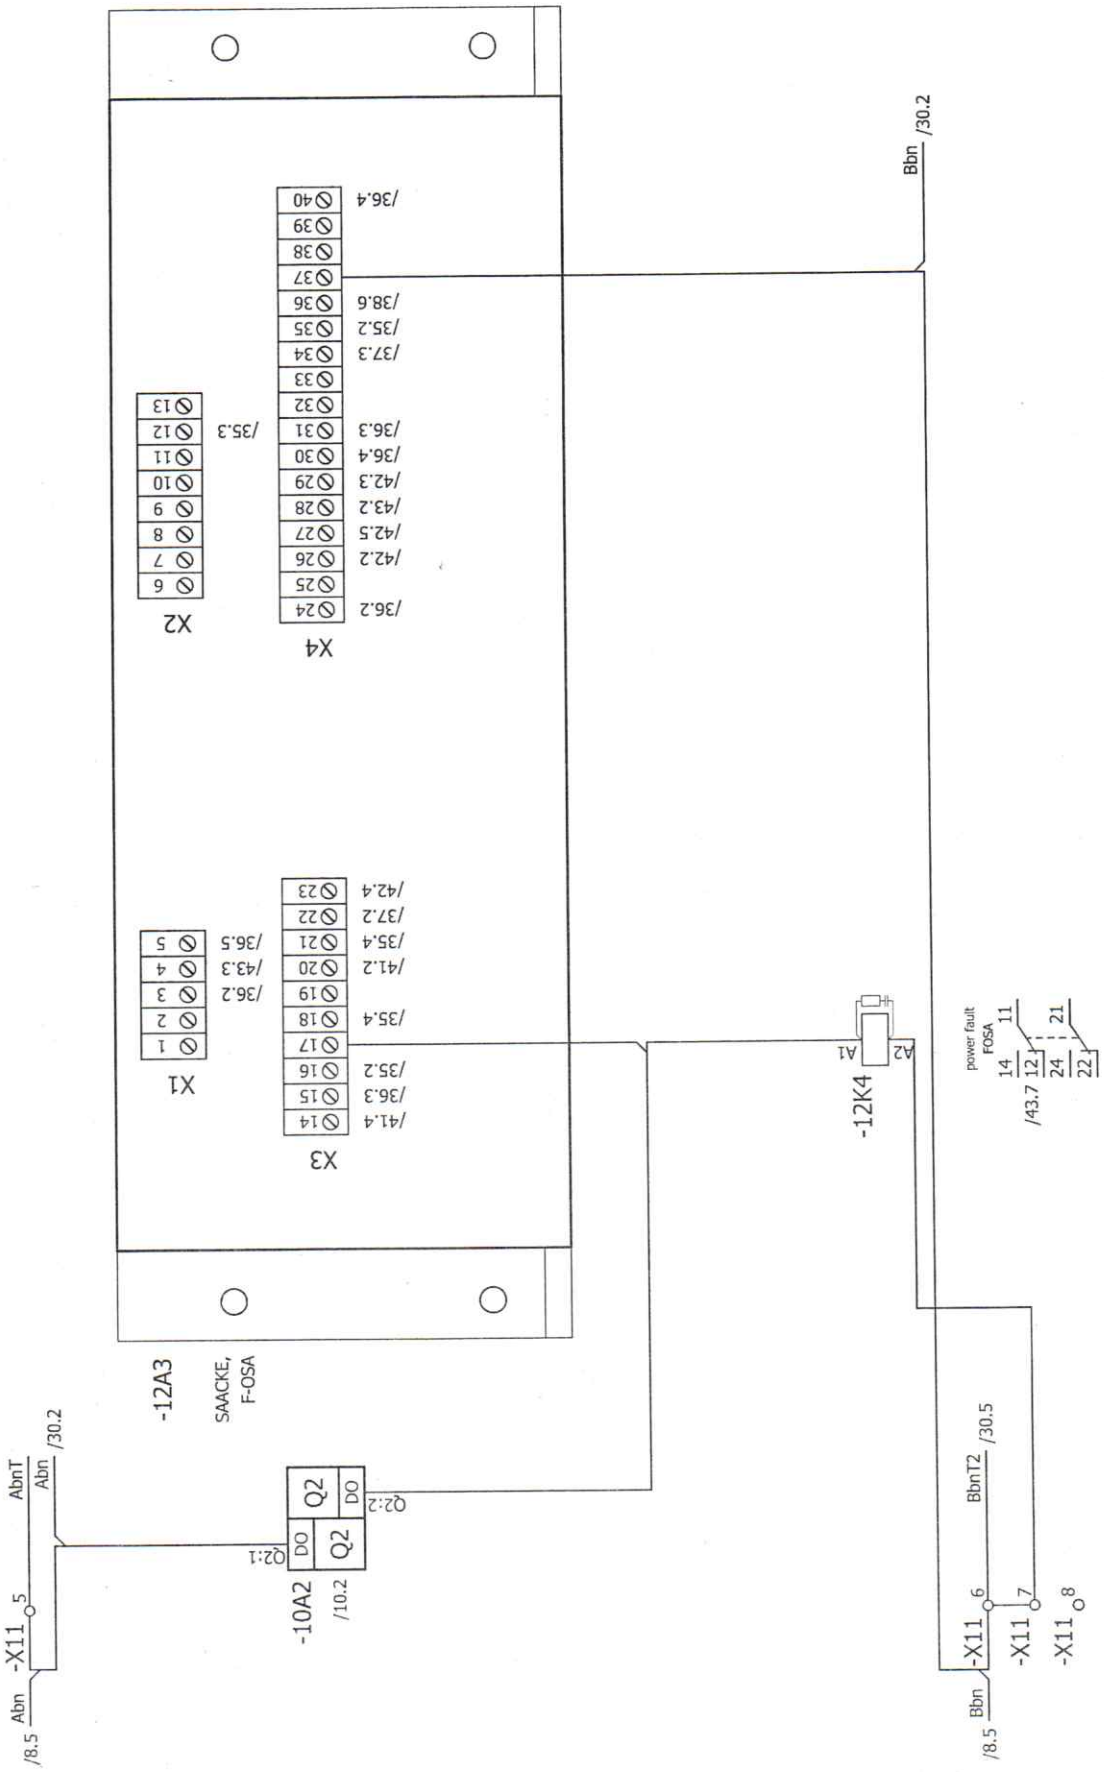 /8.5 Abn
-X11 5
AbnT
Abn /30.2
-10A2
/10.2
Q2:1
DO
Q2
Q2
DO
Q2:2
-12A3
SAACKE,
F-OSA
X1
1
2
3
4
5
/36.2
/43.3
/36.5
X2
6
7
8
9
10
11
12
13
/35.3
X3
14
15
16
17
18
19
20
21
22
23
/41.4
/36.3
/35.2
/35.4
/41.2
/35.4
/37.2
/42.4
X4
24
25
26
27
28
29
30
31
32
33
34
35
36
37
38
39
40
/36.2
/42.2
/42.5
/43.2
/42.3
/36.4
/36.3
/37.3
/35.2
/38.6
/36.4
-12K4
A1
A2
Bbn /30.2
/8.5 Bbn
-X11 6
BbnT2 /30.5
-X11 7
-X11 8
power fault
FOSA
14
11
/43.7
12
24
21
22